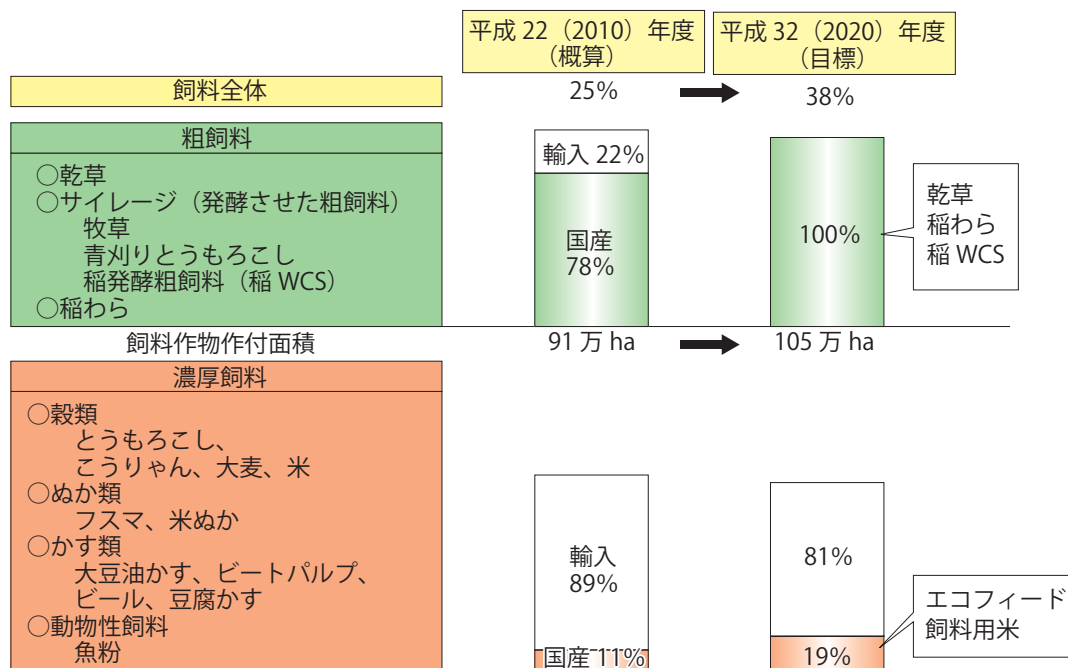 平成 22（2010）年度
（概算）
平成 32（2020）年度
（目標）
飼料全体
25%
38%
粗飼料
○乾草
○サイレージ（発酵させた粗飼料）
牧草
青刈りとうもろこし
稲発酵粗飼料（稲 WCS）
○稲わら
輸入 22%
国産
78%
100%
乾草
稲わら
稲 WCS
飼料作物作付面積
91 万 ha
105 万 ha
濃厚飼料
○穀類
とうもろこし、
こうりゃん、大麦、米
○ぬか類
フスマ、米ぬか
○かす類
大豆油かす、ビートパルプ、
ビール、豆腐かす
○動物性飼料
魚粉
輸入
89%
国産 11%
81%
19%
エコフィード
飼料用米